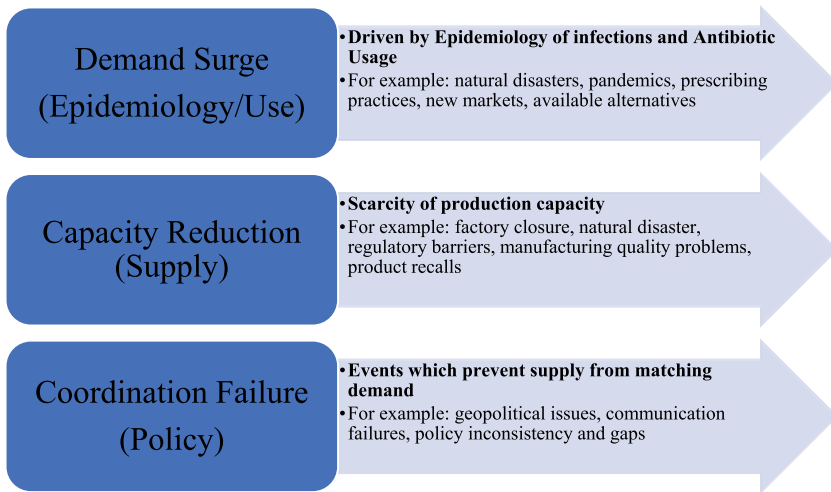 Demand Surge
(Epidemiology/Use)
•Driven by Epidemiology of infections and Antibiotic
Usage
•For example: natural disasters, pandemics, prescribing
practices, new markets, available alternatives
Capacity Reduction
(Supply)
•Scarcity of production capacity
•For example: factory closure, natural disaster,
regulatory barriers, manufacturing quality problems,
product recalls
Coordination Failure
(Policy)
•Events which prevent supply from matching
demand
•For example: geopolitical issues, communication
failures, policy inconsistency and gaps